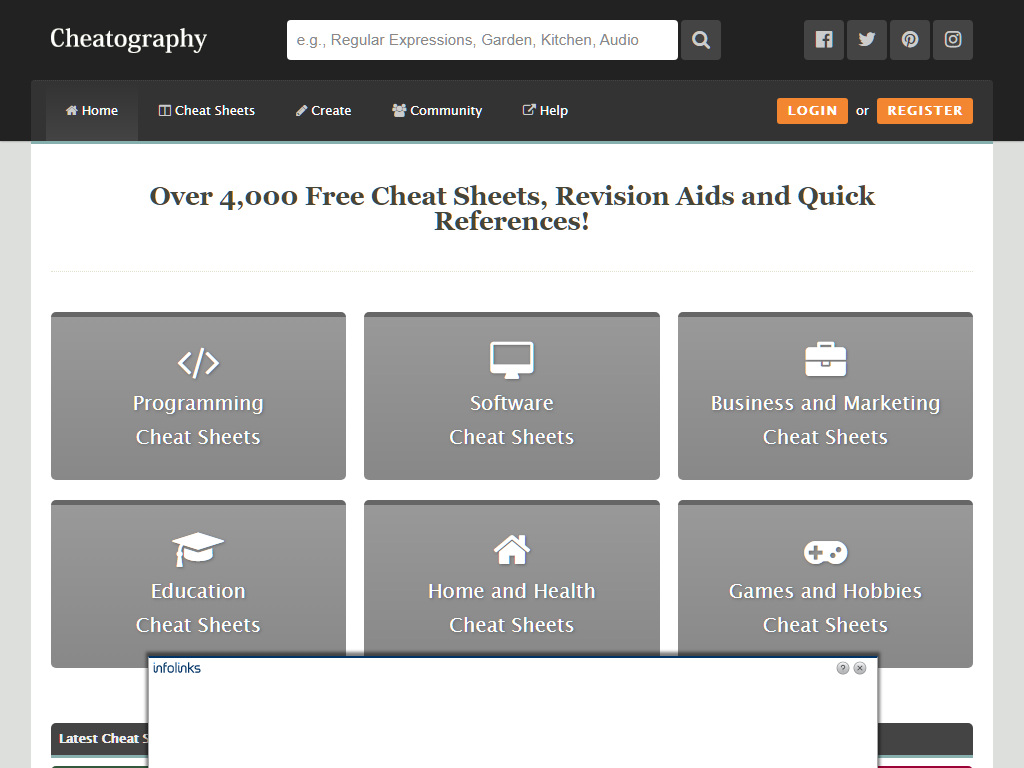 Cheatography
e.g., Regular Expressions, Garden, Kitchen, Audio
Home
Cheat Sheets
Create
Community
Help
LOGIN or REGISTER
Over 4,000 Free Cheat Sheets, Revision Aids and Quick
References!
Programming
Cheat Sheets
Software
Cheat Sheets
Business and Marketing
Cheat Sheets
Education
Cheat Sheets
Home and Health
Cheat Sheets
Games and Hobbies
Cheat Sheets
infolinks
Latest Cheat S